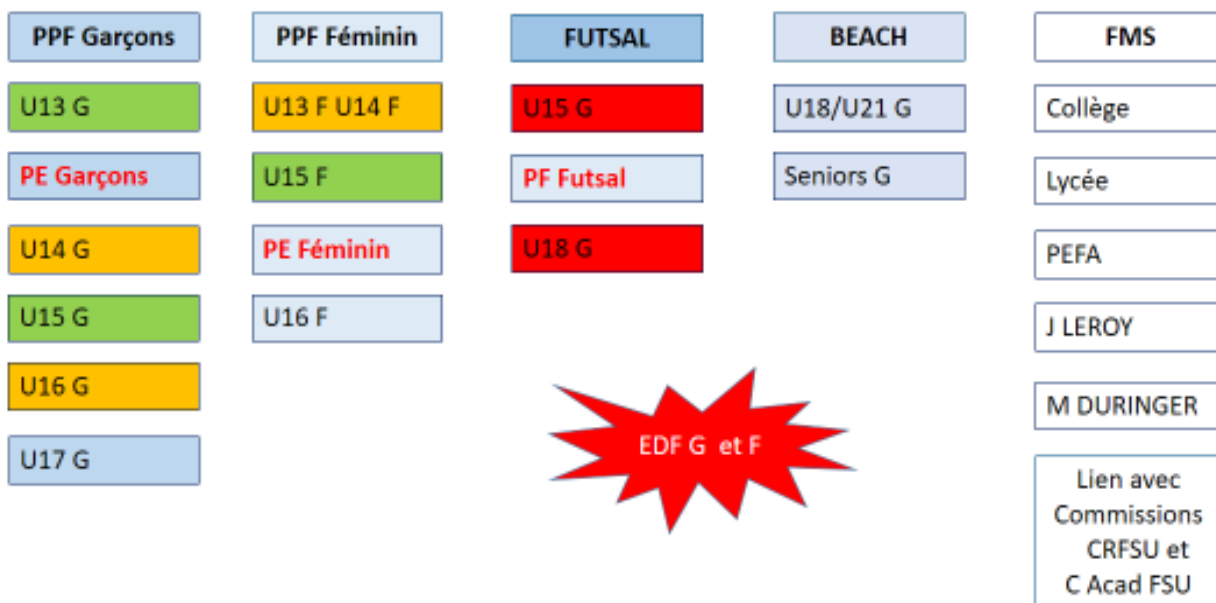 PPF Garçons
U13 G
PE Garçons
U14 G
U15 G
U16 G
U17 G
PPF Féminin
U13 F U14 F
U15 F
PE Féminin
U16 F
FUTSAL
U15 G
PF Futsal
U18 G
BEACH
U18/U21 G
Seniors G
EDF G et F
FMS
Collège
Lycée
PEFA
J LEROY
M DURINGER
Lien avec
Commissions
CRFSU et
C Acad FSU